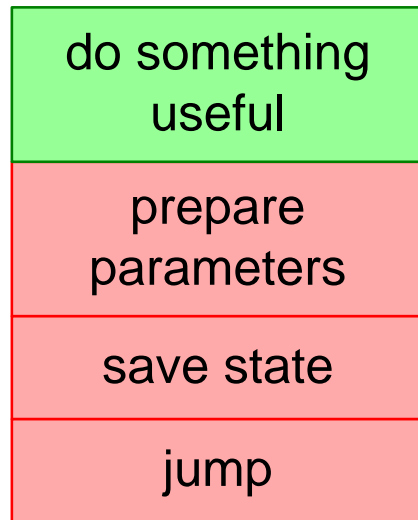 do something
useful
prepare
parameters
save state
jump